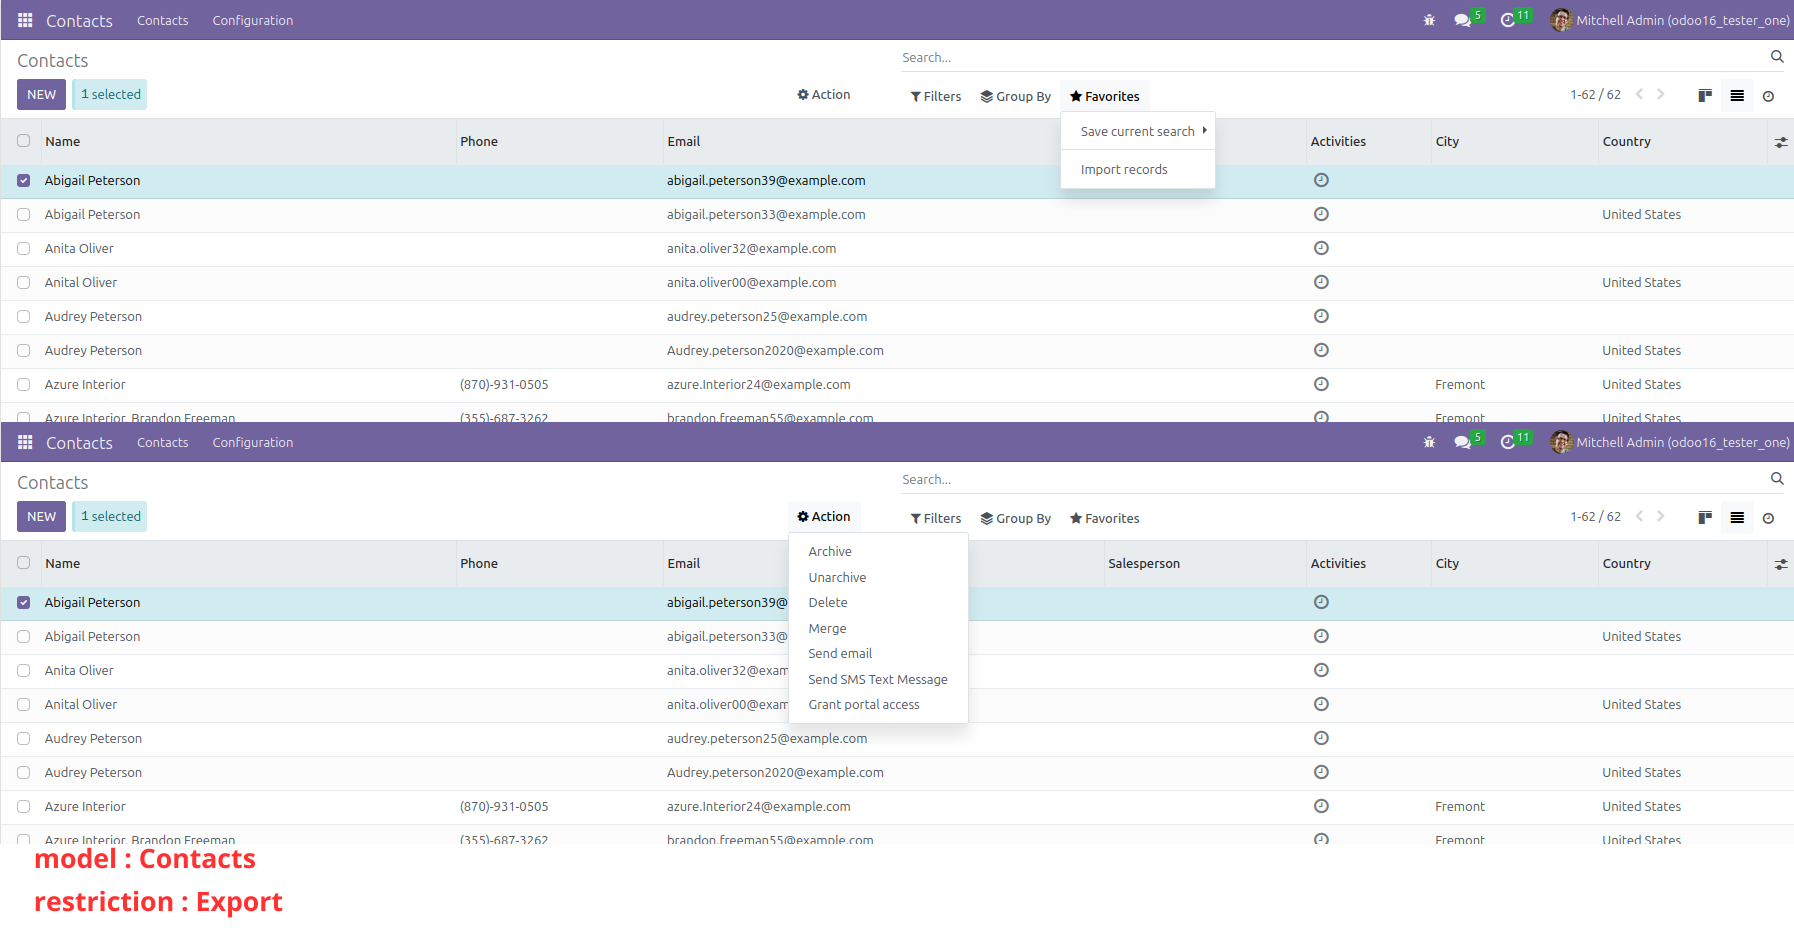 Contacts Contacts Configuration 5 11 Mitchell Admin (odoo16_tester_one)
Contacts Search...
NEW 1 selected Action Filters Group By Favorites 1-62 / 62
Save current search
Import records
Name Phone Email Activities City Country
Abigail Peterson abigail.peterson39@example.com
Abigail Peterson abigail.peterson33@example.com United States
Anita Oliver anita.oliver32@example.com
Anital Oliver anita.oliver00@example.com United States
Audrey Peterson audrey.peterson25@example.com
Audrey Peterson Audrey.peterson2020@example.com United States
Azure Interior (870)-931-0505 azure.Interior24@example.com Fremont United States
Azure Interior, Brandon Freeman (355)-687-3262 brandon.freeman55@example.com Fremont United States
Contacts Contacts Configuration 5 11 Mitchell Admin (odoo16_tester_one)
Contacts Search...
NEW 1 selected Action Filters Group By Favorites 1-62 / 62
Archive
Unarchive
Delete
Merge
Send email
Send SMS Text Message
Grant portal access
Name Phone Email Salesperson Activities City Country
Abigail Peterson abigail.peterson39@
Abigail Peterson abigail.peterson33@ United States
Anita Oliver anita.oliver32@exam
Anital Oliver anita.oliver00@exam United States
Audrey Peterson audrey.peterson25@example.com
Audrey Peterson Audrey.peterson2020@example.com United States
Azure Interior (870)-931-0505 azure.Interior24@example.com Fremont United States
Azure Interior, Brandon Freeman (355)-687-3262 brandon.freeman55@example.com Fremont United States
model : Contacts
restriction : Export